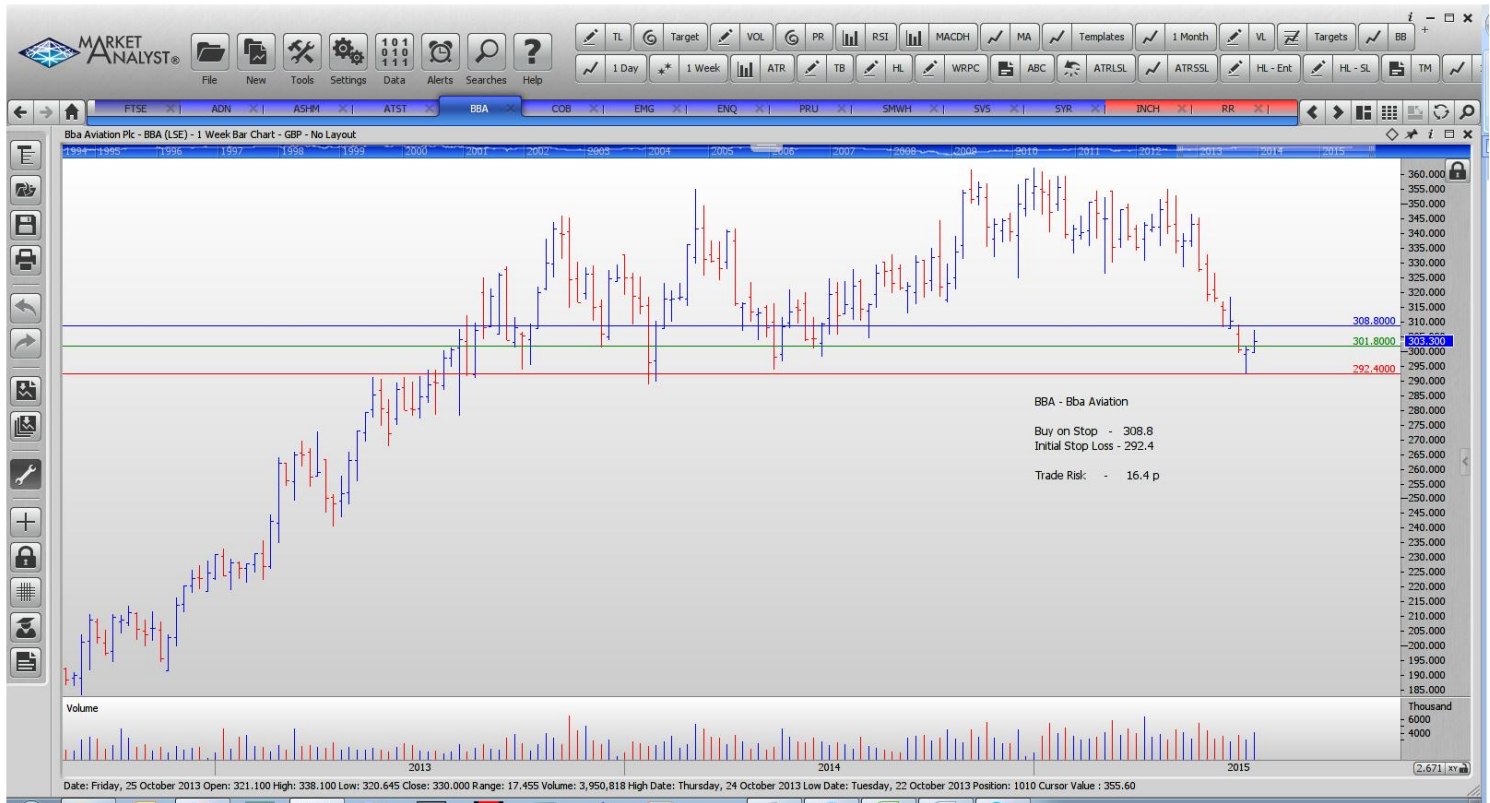 i
MARKET
ANALYST®
File New Tools Settings Data Alerts Searches Help
TL Target VOL PR RSI MACDH MA Templates 1 Month VL Targets BB
1 Day 1 Week ATR TB HL WRPC ABC ATRLSL ATRSSL HL - Ent HL - SL TM
FTSE ADN ASHM ATST BBA COB EMG ENQ PRU SMWH SVS SYR INCH RR
Bba Aviation Plc - BBA (LSE) - 1 Week Bar Chart - GBP - No Layout
1994 1995 1996 1997 1998 1999 2000 2001 2002 2003 2004 2005 2006 2007 2008 2009 2010 2011 2012 2013 2014 2015
360.000
355.000
350.000
345.000
340.000
335.000
330.000
325.000
320.000
315.000
308.8000 310.000
301.8000 303.300
300.000
295.000
292.4000
290.000
285.000
280.000
275.000
270.000
265.000
260.000
255.000
250.000
245.000
240.000
235.000
230.000
225.000
220.000
215.000
210.000
205.000
200.000
195.000
190.000
185.000
BBA - Bba Aviation
Buy on Stop - 308.8
Initial Stop Loss - 292.4
Trade Risk - 16.4 p
Volume
Thousand
6000
4000
2013 2014 2015
2.671 XY
Date: Friday, 25 October 2013 Open: 321.100 High: 338.100 Low: 320.645 Close: 330.000 Range: 17.455 Volume: 3,950,818 High Date: Thursday, 24 October 2013 Low Date: Tuesday, 22 October 2013 Position: 1010 Cursor Value : 355.60